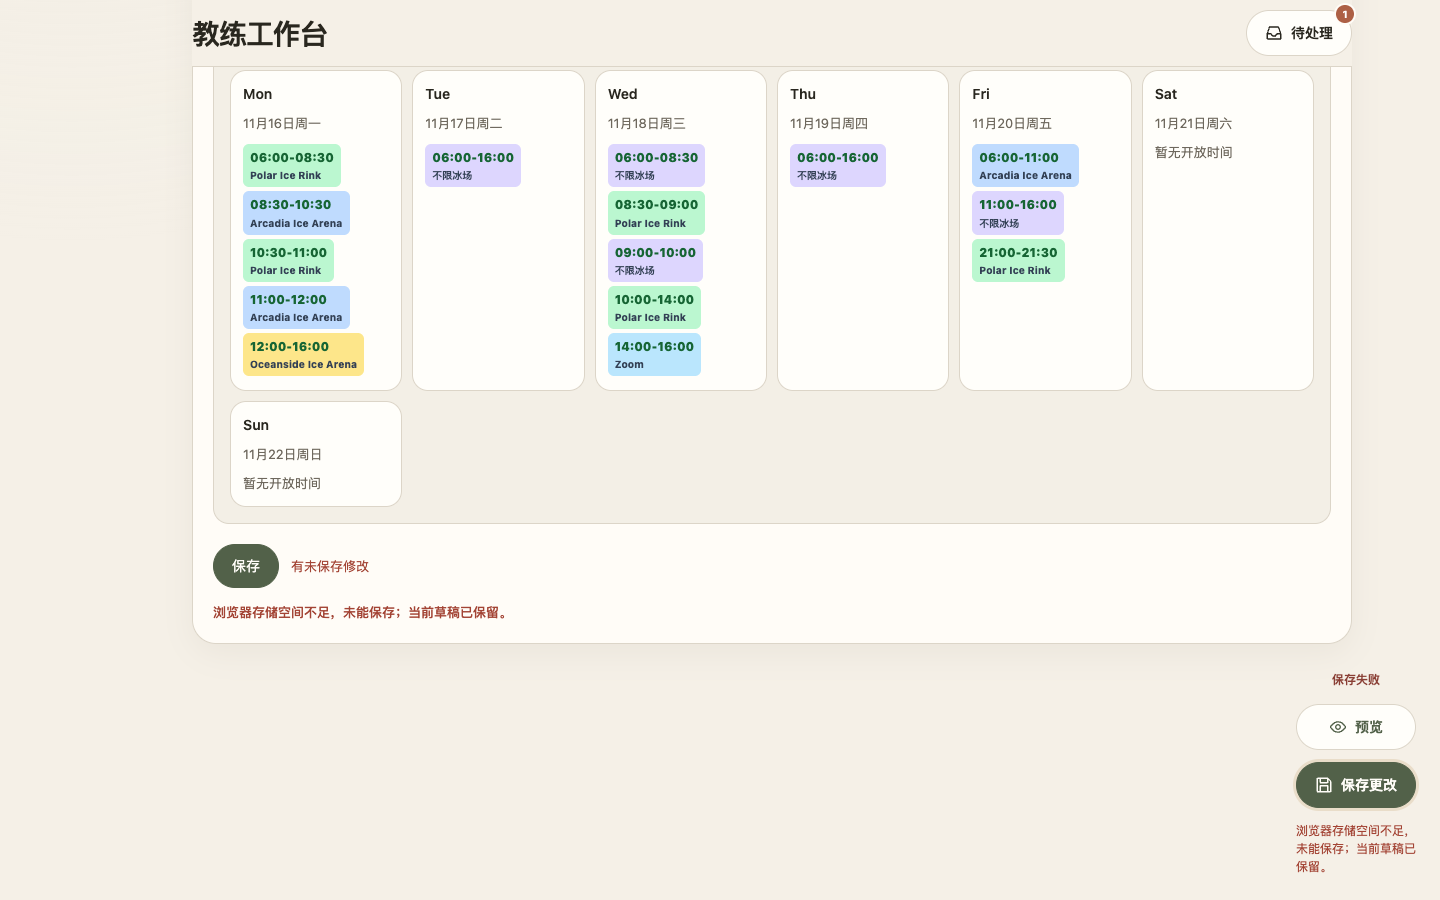 教练工作台
待处理
1
Mon
11月16日周一
06:00-08:30
Polar Ice Rink
08:30-10:30
Arcadia Ice Arena
10:30-11:00
Polar Ice Rink
11:00-12:00
Arcadia Ice Arena
12:00-16:00
Oceanside Ice Arena
Tue
11月17日周二
06:00-16:00
不限冰场
Wed
11月18日周三
06:00-08:30
不限冰场
08:30-09:00
Polar Ice Rink
09:00-10:00
不限冰场
10:00-14:00
Polar Ice Rink
14:00-16:00
Zoom
Thu
11月19日周四
06:00-16:00
不限冰场
Fri
11月20日周五
06:00-11:00
Arcadia Ice Arena
11:00-16:00
不限冰场
21:00-21:30
Polar Ice Rink
Sat
11月21日周六
暂无开放时间
Sun
11月22日周日
暂无开放时间
保存
有未保存修改
浏览器存储空间不足，未能保存；当前草稿已保留。
保存失败
预览
保存更改
浏览器存储空间不足，
未能保存；当前草稿已
保留。